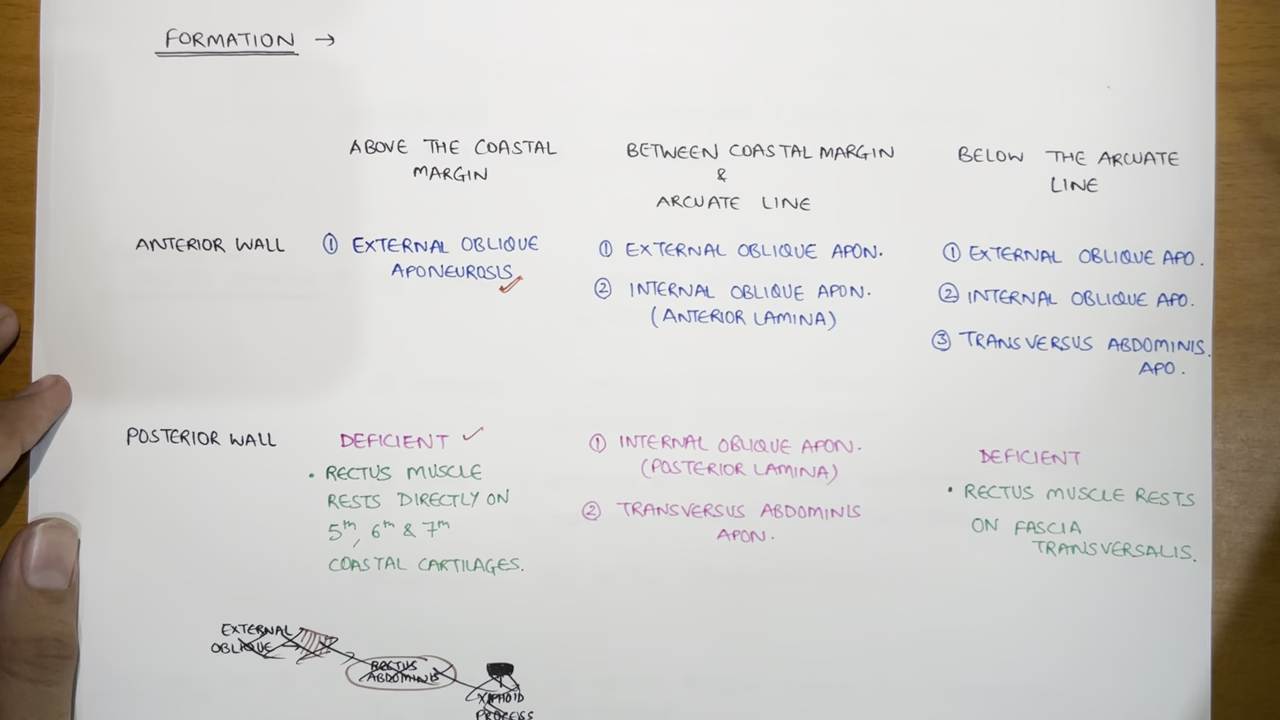 FORMATION →
ABOVE THE COASTAL
MARGIN
BETWEEN COASTAL MARGIN
&
ARCUATE LINE
BELOW THE ARCUATE
LINE
ANTERIOR WALL
① EXTERNAL OBLIQUE
APONEUROSIS
① EXTERNAL OBLIQUE APON.
② INTERNAL OBLIQUE APON.
(ANTERIOR LAMINA)
① EXTERNAL OBLIQUE APO.
② INTERNAL OBLIQUE APO.
③ TRANSVERSUS ABDOMINIS.
APO.
POSTERIOR WALL
DEFICIENT
• RECTUS MUSCLE
RESTS DIRECTLY ON
5th, 6th & 7th
COASTAL CARTILAGES.
① INTERNAL OBLIQUE APON.
(POSTERIOR LAMINA)
② TRANSVERSUS ABDOMINIS
APON.
DEFICIENT
• RECTUS MUSCLE RESTS
ON FASCIA
TRANSVERSALIS.
EXTERNAL
OBLIQUE
RECTUS
ABDOMINIS
XIPHOID
PROCESS